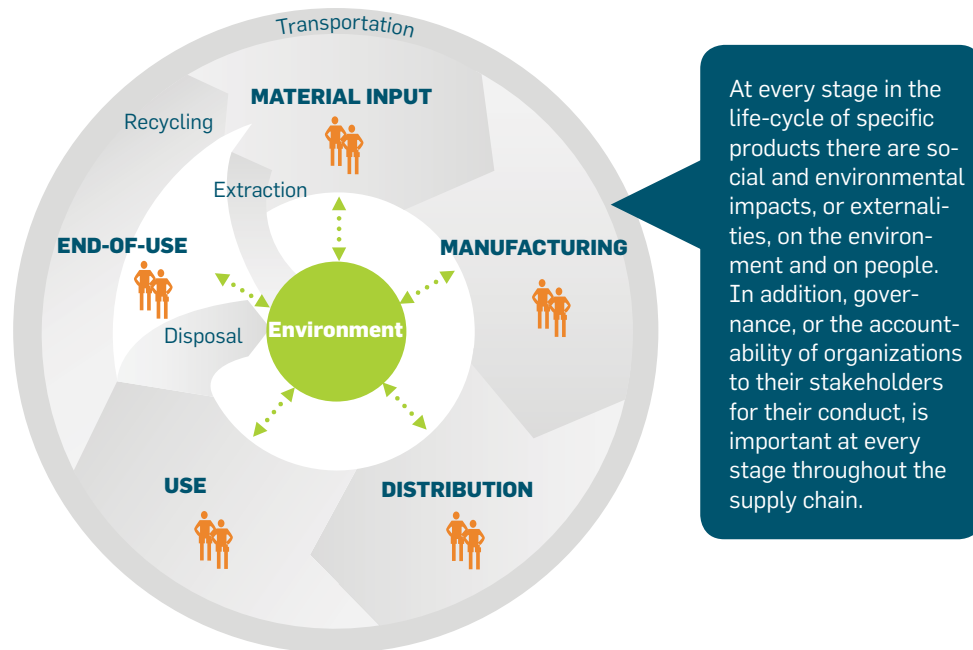 Transportation
MATERIAL INPUT
Recycling
Extraction
END-OF-USE
MANUFACTURING
Environment
Disposal
USE
DISTRIBUTION
At every stage in the
life-cycle of specific
products there are so-
cial and environmental
impacts, or externali-
ties, on the environ-
ment and on people.
In addition, gover-
nance, or the account-
ability of organizations
to their stakeholders
for their conduct, is
important at every
stage throughout the
supply chain.